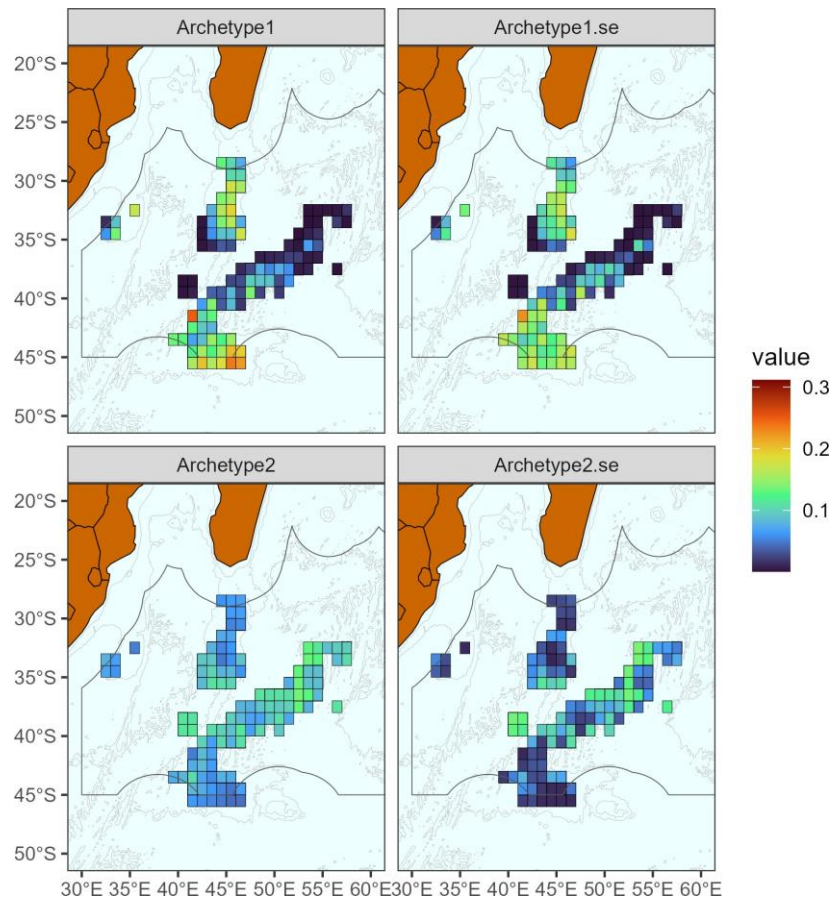 Archetype1 Archetype1.se
20°S
25°S
30°S
35°S
40°S
45°S
50°S
value
0.3
0.2
0.1
Archetype2 Archetype2.se
20°S
25°S
30°S
35°S
40°S
45°S
50°S
30°E 35°E 40°E 45°E 50°E 55°E 60°E 30°E 35°E 40°E 45°E 50°E 55°E 60°E